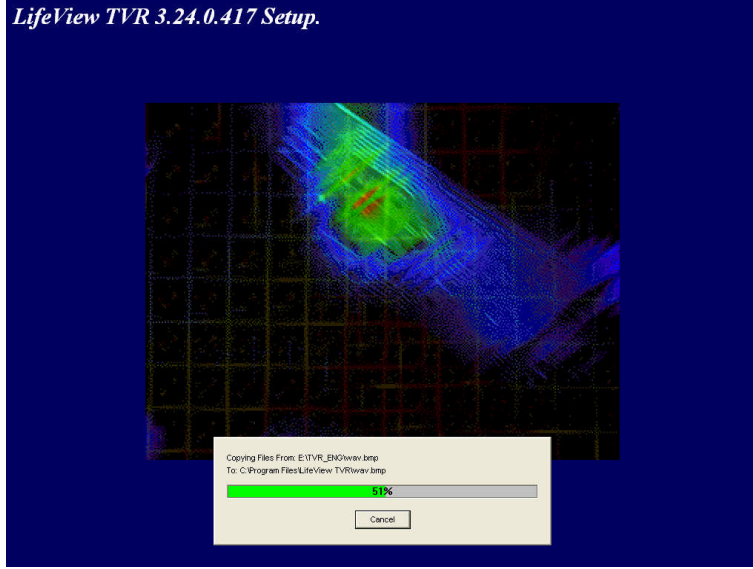 LifeView TVR 3.24.0.417 Setup.
Copying Files From: E:\TVR_ENG\wav.bmp
To: C:\Program Files\LifeView TVR\wav.bmp
51%
Cancel